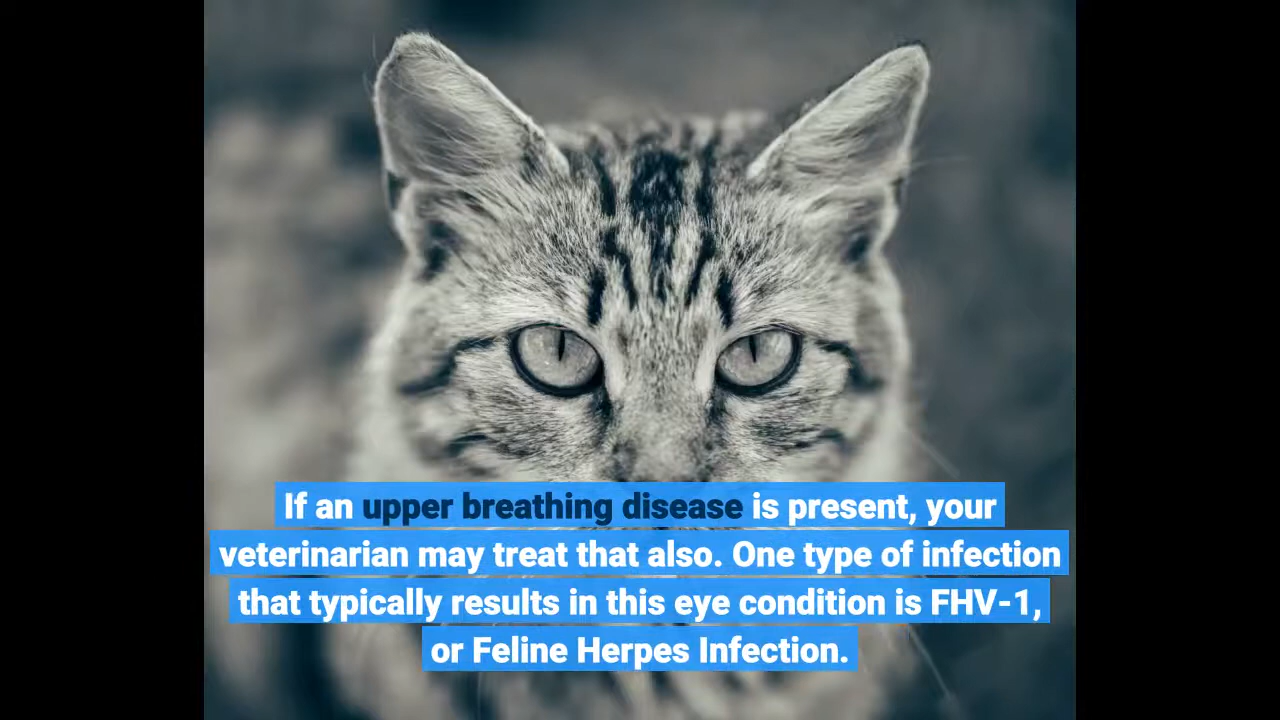 If an upper breathing disease is present, your
veterinarian may treat that also. One type of infection
that typically results in this eye condition is FHV-1,
or Feline Herpes Infection.